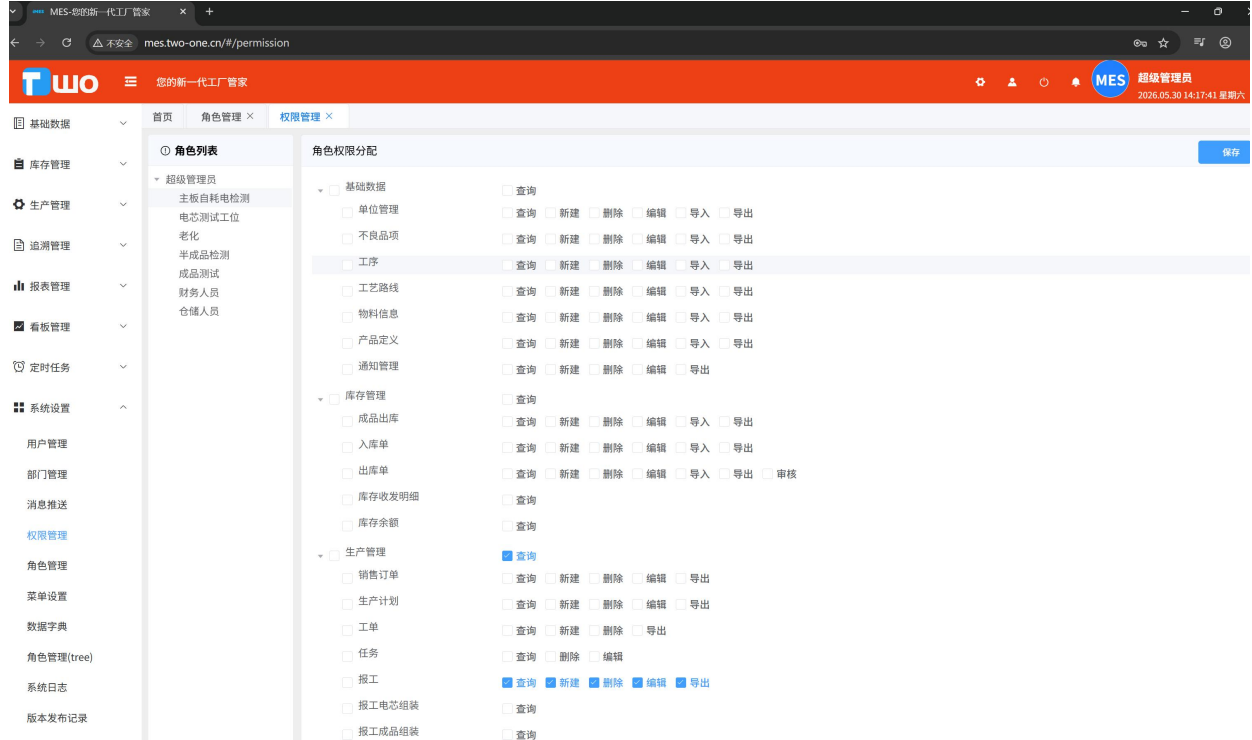 MES-您的新一代工厂管家
不安全 mes.two-one.cn/#/permission
TWO 您的新一代工厂管家 MES 超级管理员
2026.05.30 14:17:41 星期六
首页 角色管理 权限管理
基础数据
库存管理
生产管理
追溯管理
报表管理
看板管理
定时任务
系统设置
用户管理
部门管理
消息推送
权限管理
角色管理
菜单设置
数据字典
角色管理(tree)
系统日志
版本发布记录
角色列表
超级管理员
主板自耗电检测
电芯测试工位
老化
半成品检测
成品测试
财务人员
仓储人员
角色权限分配 保存
基础数据 查询
单位管理 查询 新建 删除 编辑 导入 导出
不良品项 查询 新建 删除 编辑 导入 导出
工序 查询 新建 删除 编辑 导入 导出
工艺路线 查询 新建 删除 编辑 导入 导出
物料信息 查询 新建 删除 编辑 导入 导出
产品定义 查询 新建 删除 编辑 导入 导出
通知管理 查询 新建 删除 编辑 导出
库存管理 查询
成品出库 查询 新建 删除 编辑 导入 导出
入库单 查询 新建 删除 编辑 导入 导出
出库单 查询 新建 删除 编辑 导入 导出 审核
库存收发明细 查询
库存余额 查询
生产管理 查询
销售订单 查询 新建 删除 编辑 导出
生产计划 查询 新建 删除 编辑 导出
工单 查询 新建 删除 导出
任务 查询 删除 编辑
报工 查询 新建 删除 编辑 导出
报工电芯组装 查询
报工成品组装 查询